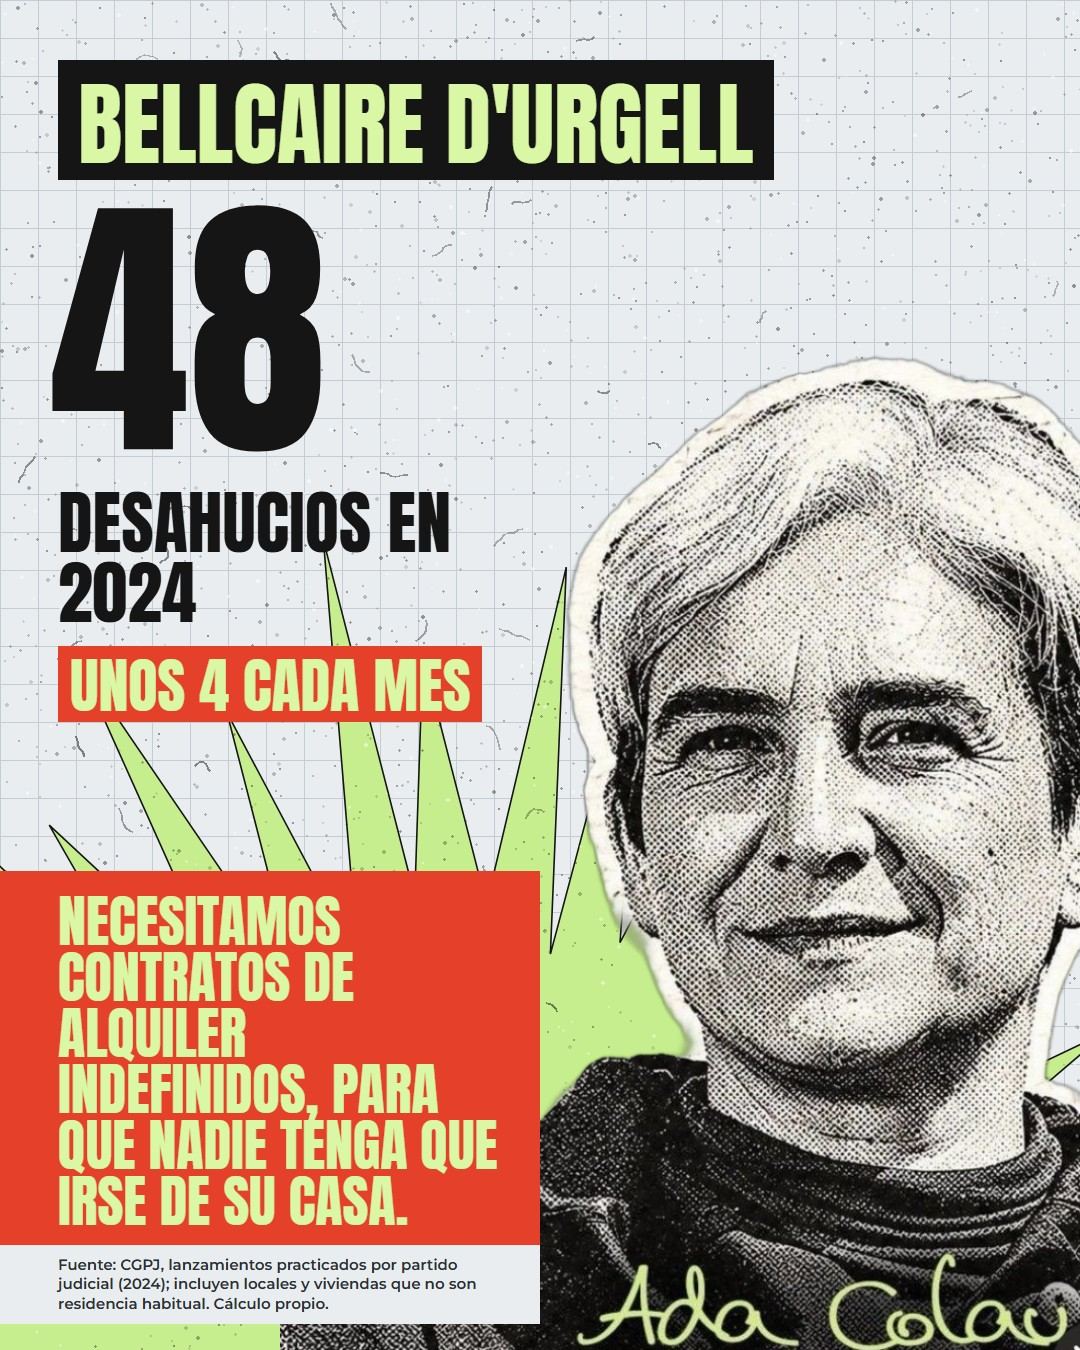 BELLCAIRE D'URGELL
48
DESAHUCIOS EN
2024
UNOS 4 CADA MES
NECESITAMOS
CONTRATOS DE
ALQUILER
INDEFINIDOS, PARA
QUE NADIE TENGA QUE
IRSE DE SU CASA.
Fuente: CGPJ, lanzamientos practicados por partido
judicial (2024); incluyen locales y viviendas que no son
residencia habitual. Cálculo propio.
Ada Colau